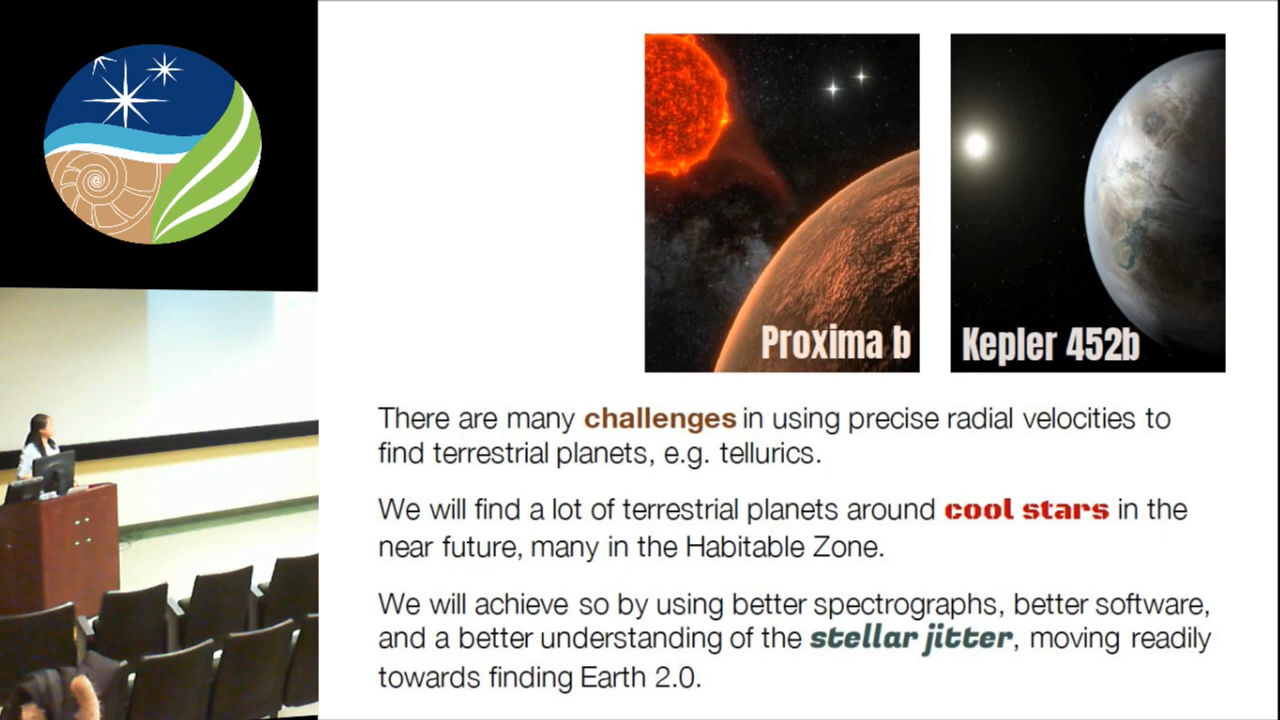 Proxima b
Kepler 452b
There are many challenges in using precise radial velocities to
find terrestrial planets, e.g. tellurics.
We will find a lot of terrestrial planets around cool stars in the
near future, many in the Habitable Zone.
We will achieve so by using better spectrographs, better software,
and a better understanding of the stellar jitter, moving readily
towards finding Earth 2.0.